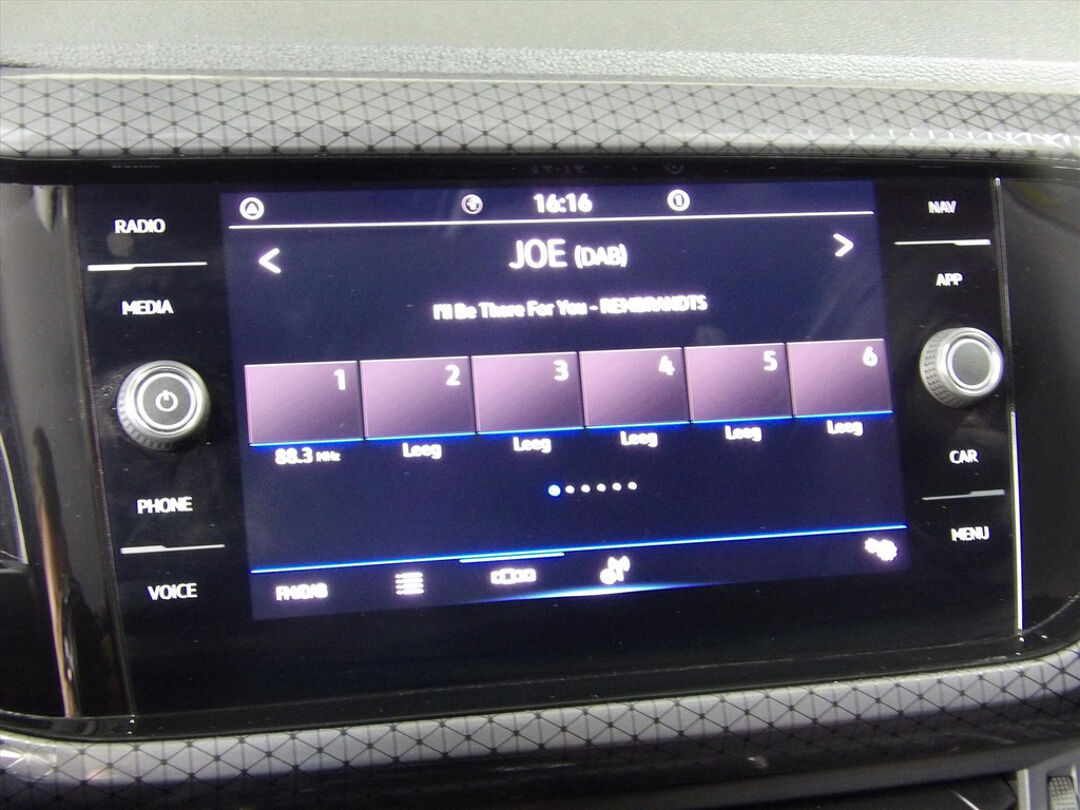 RADIO
MEDIA
PHONE
VOICE
16:16
1
JOE (DAB)
I'll Be There For You - REMBRANDTS
1
2
3
4
5
6
88.3 MHz
Leeg
Leeg
Leeg
Leeg
Leeg
FM/DAB
NAV
APP
CAR
MENU